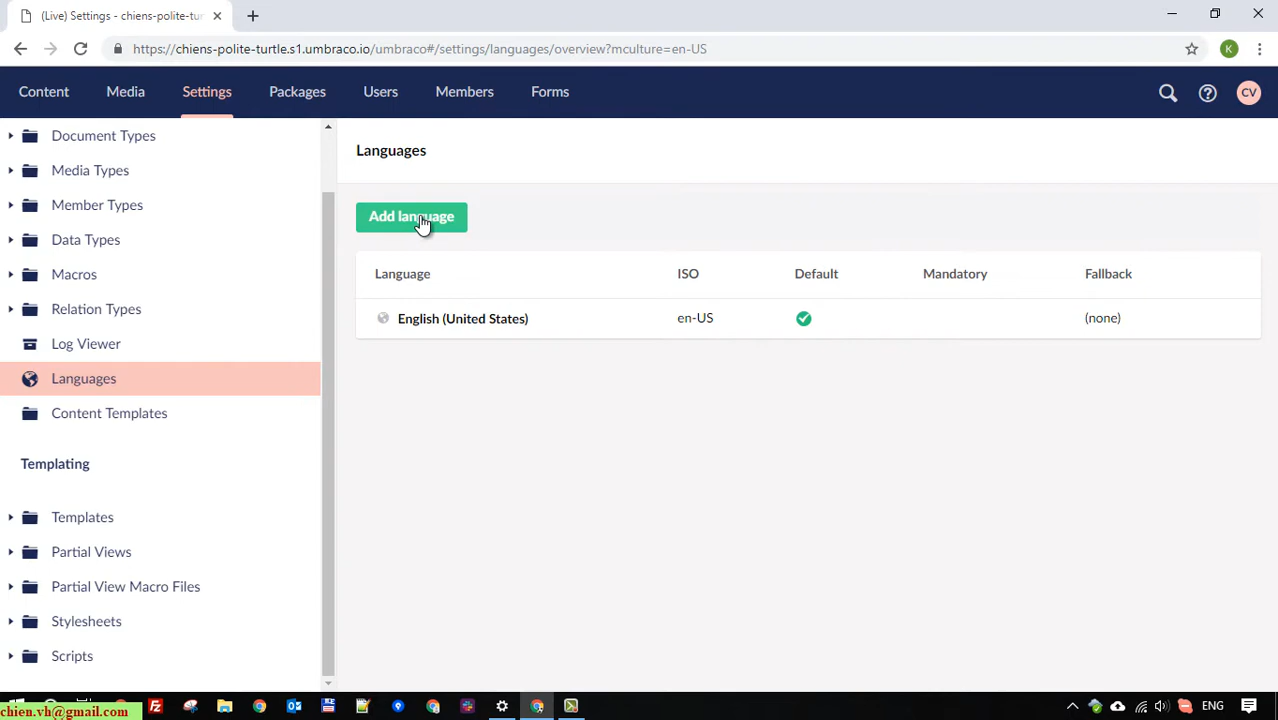 (Live) Settings - chiens-polite-tur
https://chiens-polite-turtle.s1.umbraco.io/umbraco#/settings/languages/overview?mculture=en-US
K
Content
Media
Settings
Packages
Users
Members
Forms
CV
Document Types
Media Types
Member Types
Data Types
Macros
Relation Types
Log Viewer
Languages
Content Templates
Templating
Templates
Partial Views
Partial View Macro Files
Stylesheets
Scripts
Languages
Add language
Language ISO Default Mandatory Fallback
English (United States) en-US (none)
chien.vh@gmail.com
ENG